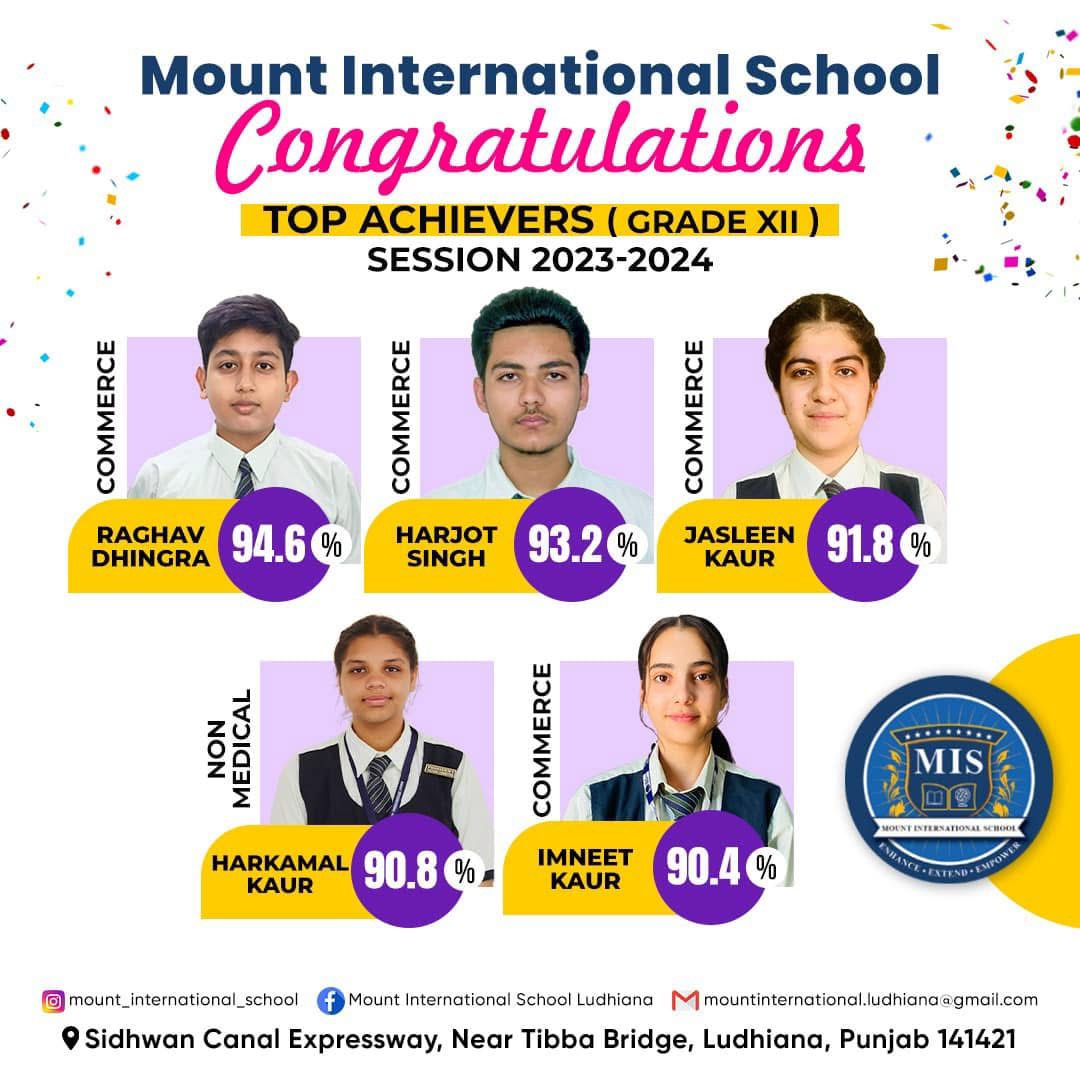 Mount International School
Congratulations
TOP ACHIEVERS ( GRADE XII )
SESSION 2023-2024
COMMERCE
RAGHAV
DHINGRA
94.6 %
COMMERCE
HARJOT
SINGH
93.2 %
COMMERCE
JASLEEN
KAUR
91.8 %
NON
MEDICAL
HARKAMAL
KAUR
90.8 %
COMMERCE
IMNEET
KAUR
90.4 %
MIS
MOUNT INTERNATIONAL SCHOOL
ENHANCE • EXTEND • EMPOWER
mount_international_school
Mount International School Ludhiana
mountinternational.ludhiana@gmail.com
Sidhwan Canal Expressway, Near Tibba Bridge, Ludhiana, Punjab 141421